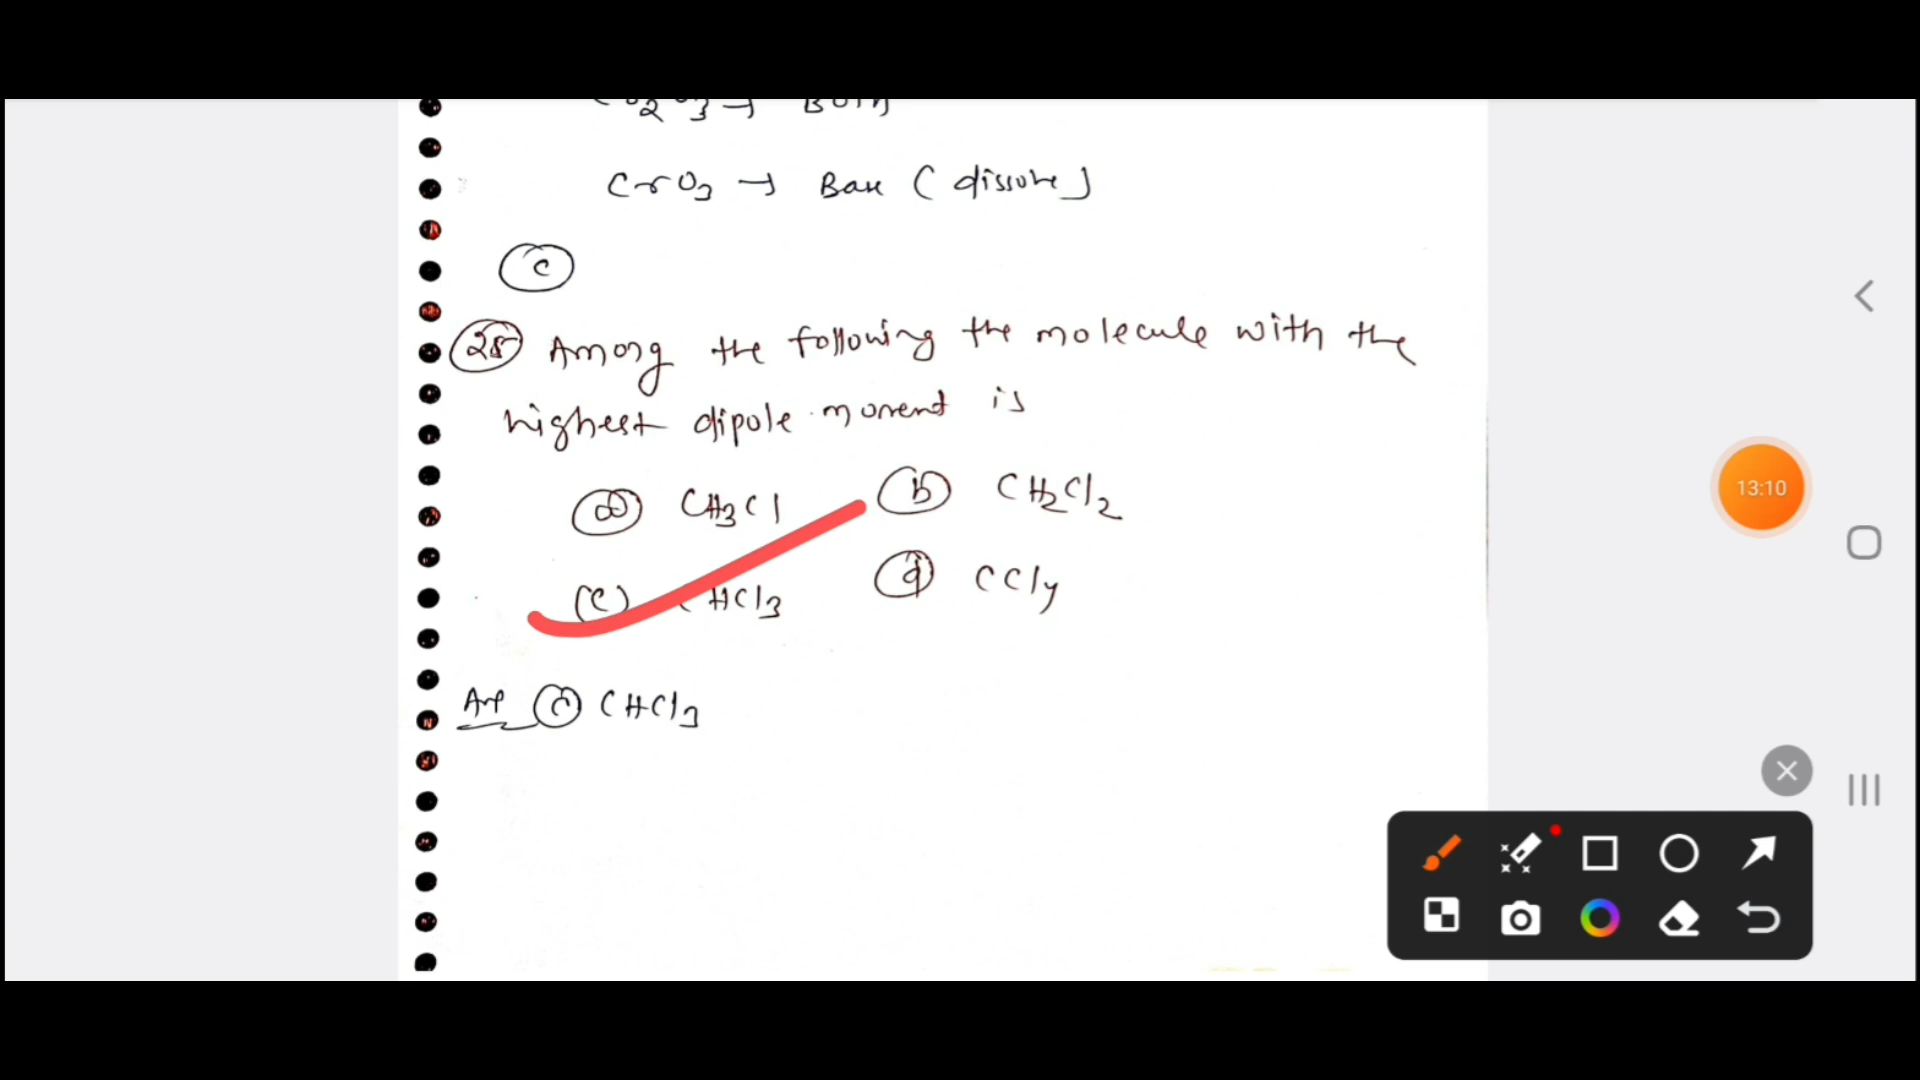 CrO3 → Base (dissolve)
(c)
(25) Among the following the molecule with the
highest dipole moment is
(a) CH3Cl (b) CH2Cl2
(c) CHCl3 (d) CCl4
Ans (c) CHCl3
13:10